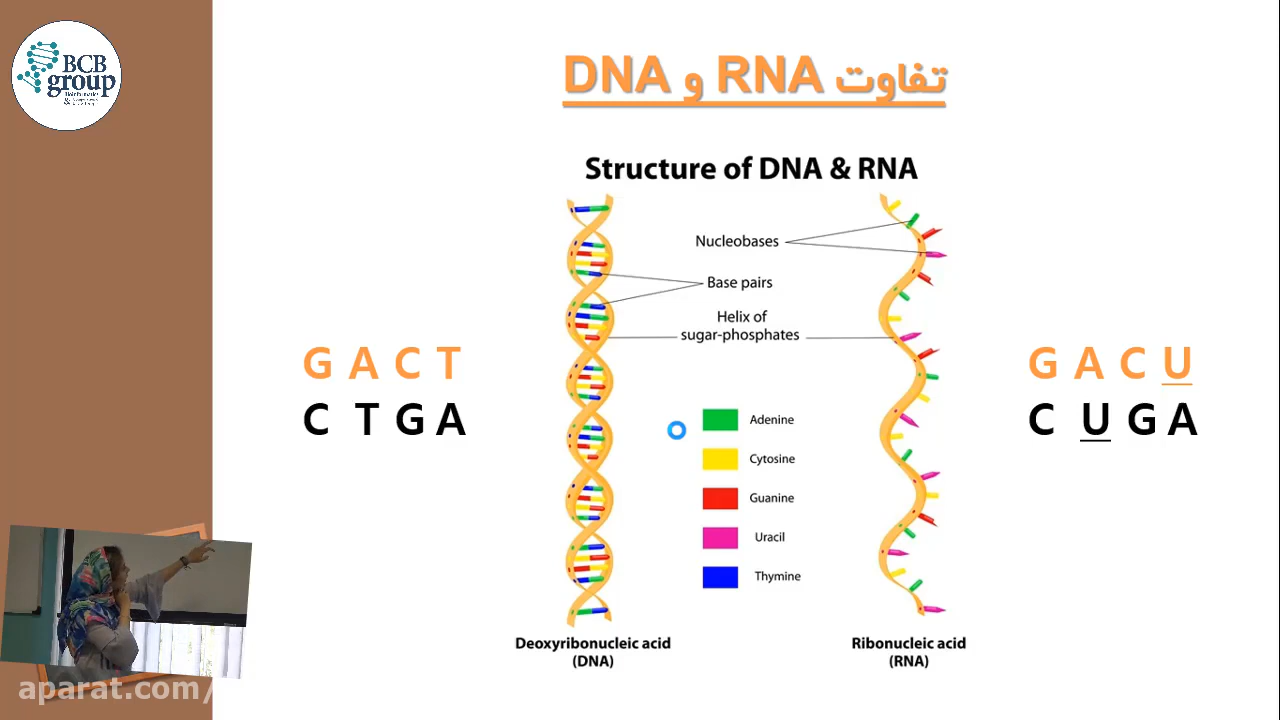 BCB
group
تفاوت RNA و DNA
Structure of DNA & RNA
Nucleobases
Base pairs
Helix of
sugar-phosphates
G A C T
C T G A
G A C U
C U G A
Adenine
Cytosine
Guanine
Uracil
Thymine
Deoxyribonucleic acid
(DNA)
Ribonucleic acid
(RNA)
aparat.com/